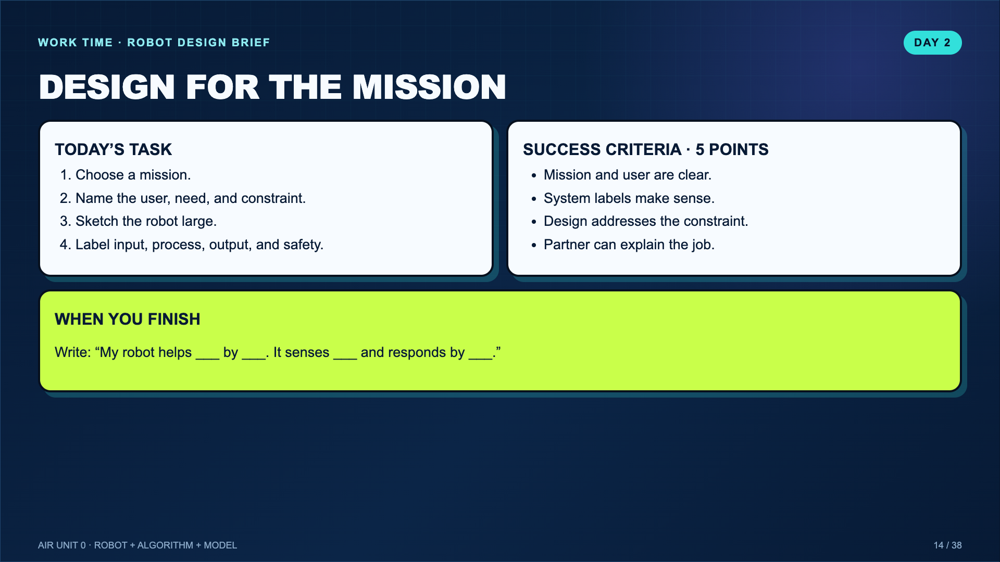 WORK TIME · ROBOT DESIGN BRIEF
DAY 2
DESIGN FOR THE MISSION
TODAY’S TASK
1. Choose a mission.
2. Name the user, need, and constraint.
3. Sketch the robot large.
4. Label input, process, output, and safety.
SUCCESS CRITERIA · 5 POINTS
• Mission and user are clear.
• System labels make sense.
• Design addresses the constraint.
• Partner can explain the job.
WHEN YOU FINISH
Write: “My robot helps ___ by ___. It senses ___ and responds by ___.”
AIR UNIT 0 · ROBOT + ALGORITHM + MODEL
14 / 38